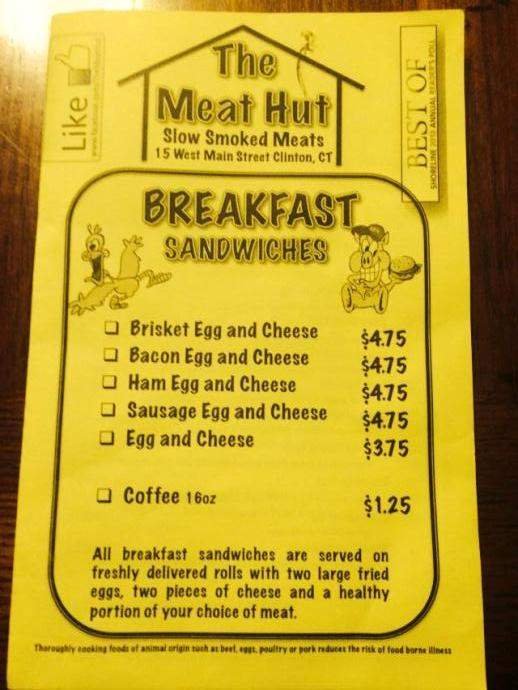 Like
The
Meat Hut
Slow Smoked Meats
15 West Main Street Clinton, CT
BEST OF
SHORELINE ANNUAL READER'S POLL
BREAKFAST
SANDWICHES
❑ Brisket Egg and Cheese $4.75
❑ Bacon Egg and Cheese $4.75
❑ Ham Egg and Cheese $4.75
❑ Sausage Egg and Cheese $4.75
❑ Egg and Cheese $3.75
❑ Coffee 16oz $1.25
All breakfast sandwiches are served on
freshly delivered rolls with two large fried
eggs, two pieces of cheese and a healthy
portion of your choice of meat.
Thoroughly cooking foods of animal origin such as beef, eggs, poultry or pork reduces the risk of food borne illness